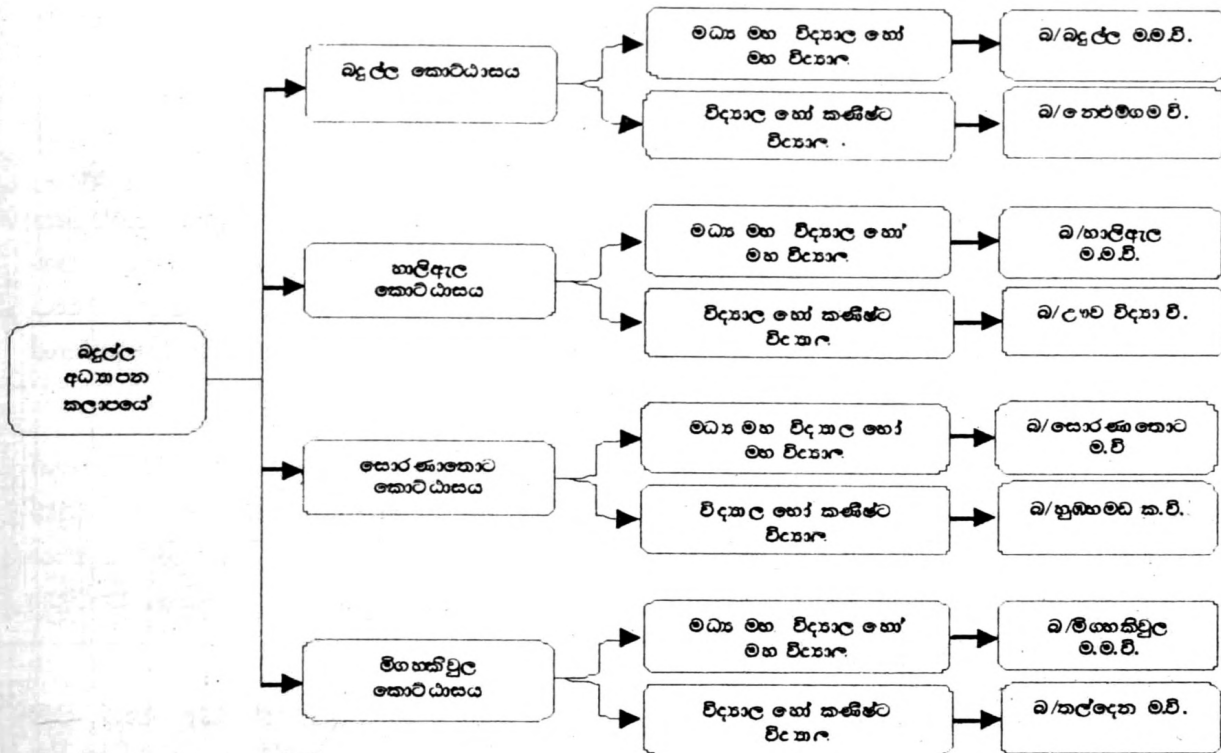 බදුල්ල
අධ්‍යාපන
කලාපයේ
බදුල්ල කොට්ඨාසය
මධ්‍ය මහ විද්‍යාල හෝ
මහ විද්‍යාල
බ/බදුල්ල ම.ම.වි.
විද්‍යාල හෝ කණිෂ්ට
විද්‍යාල .
බ/නෙළුම්ගම වි.
හාලිඇල
කොට්ඨාසය
මධ්‍ය මහ විද්‍යාල හෝ
මහ විද්‍යාල
බ/හාලිඇල
ම.ම.වි.
විද්‍යාල හෝ කණිෂ්ට
විද්‍යාල
බ/ඌව විද්‍යා වි.
සොරණාතොට
කොට්ඨාසය
මධ්‍ය මහ විද්‍යාල හෝ
මහ විද්‍යාල
බ/සොරණාතොට
ම.වි
විද්‍යාල හෝ කණිෂ්ට
විද්‍යාල
බ/හුඹහමඩ ක.වි.
මීගහකිවුල
කොට්ඨාසය
මධ්‍ය මහ විද්‍යාල හෝ
මහ විද්‍යාල
බ/මීගහකිවුල
ම.ම.වි.
විද්‍යාල හෝ කණිෂ්ට
විද්‍යාල
බ/තල්දෙන ම.වි.